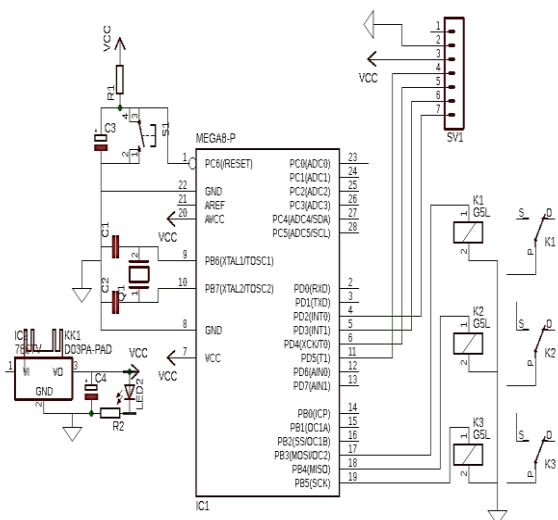 VCC
R1
C3
4 3
S1
2 1
C1
C2
Q1
2
1
VCC
VCC
MEGA8-P
1 PC6(/RESET)
22 GND
21 AREF
20 AVCC
9 PB6(XTAL1/TOSC1)
10 PB7(XTAL2/TOSC2)
8 GND
7 VCC
PC0(ADC0) 23
PC1(ADC1) 24
PC2(ADC2) 25
PC3(ADC3) 26
PC4(ADC4/SDA) 27
PC5(ADC5/SCL) 28
PD0(RXD) 2
PD1(TXD) 3
PD2(INT0) 4
PD3(INT1) 5
PD4(XCK/T0) 6
PD5(T1) 11
PD6(AIN0) 12
PD7(AIN1) 13
PB0(ICP) 14
PB1(OC1A) 15
PB2(SS/OC1B) 16
PB3(MOSI/OC2) 17
PB4(MISO) 18
PB5(SCK) 19
IC1
VCC
1
2
3
4
5
6
7
SV1
K1
G5L
1
2
S O
P
K1
K2
G5L
1
2
S O
P
K2
K3
G5L
1
2
S O
P
K3
KK1
D03PA-PAD
1 VI VO 3
GND
2
C4
VCC
LED2
R2